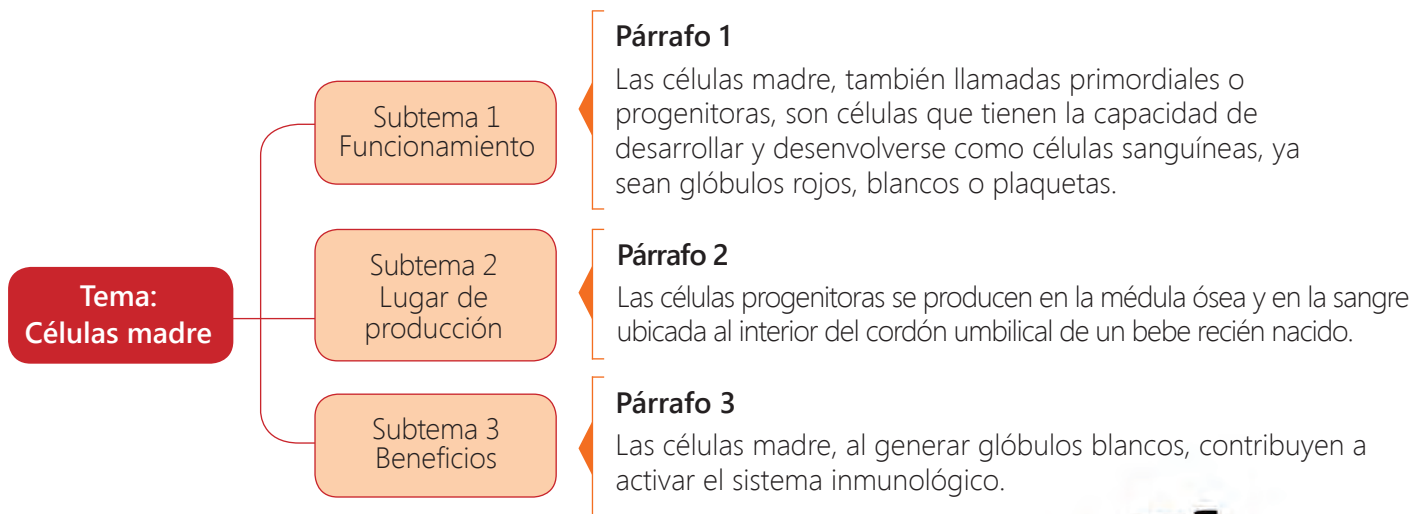 Tema:
Células madre
Subtema 1
Funcionamiento
Párrafo 1
Las células madre, también llamadas primordiales o
progenitoras, son células que tienen la capacidad de
desarrollar y desenvolverse como células sanguíneas, ya
sean glóbulos rojos, blancos o plaquetas.
Subtema 2
Lugar de
producción
Párrafo 2
Las células progenitoras se producen en la médula ósea y en la sangre
ubicada al interior del cordón umbilical de un bebe recién nacido.
Subtema 3
Beneficios
Párrafo 3
Las células madre, al generar glóbulos blancos, contribuyen a
activar el sistema inmunológico.